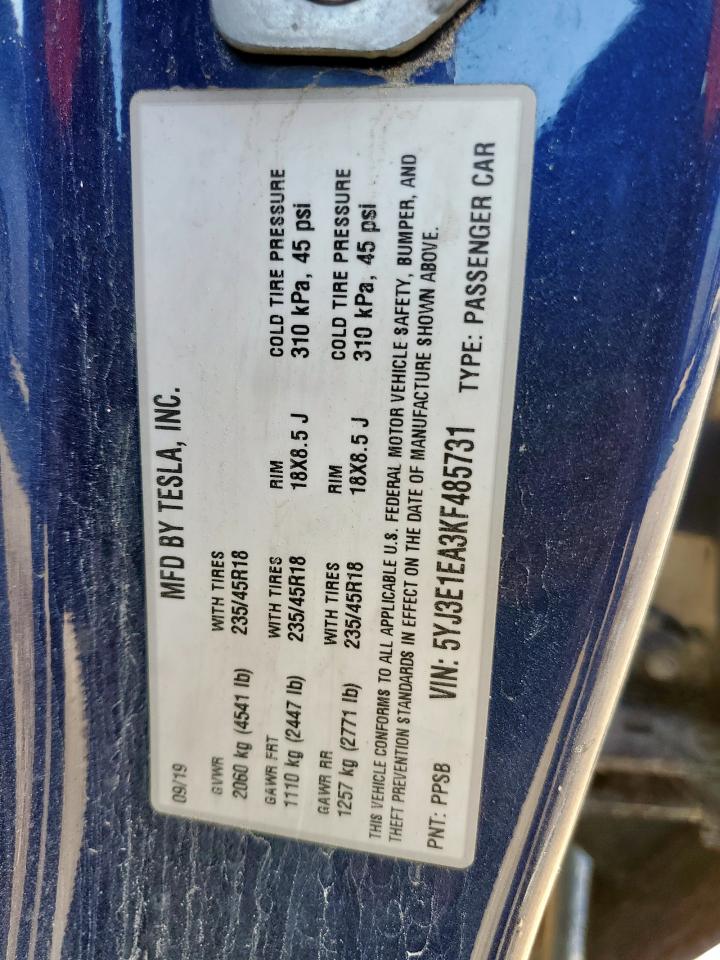 MFD BY TESLA, INC.
09/19
GVWR WITH TIRES
2060 kg (4541 lb) 235/45R18
GAWR FRT WITH TIRES RIM COLD TIRE PRESSURE
1110 kg (2447 lb) 235/45R18 18X8.5 J 310 kPa, 45 psi
GAWR RR WITH TIRES RIM COLD TIRE PRESSURE
1257 kg (2771 lb) 235/45R18 18X8.5 J 310 kPa, 45 psi
THIS VEHICLE CONFORMS TO ALL APPLICABLE U.S. FEDERAL MOTOR VEHICLE SAFETY, BUMPER, AND
THEFT PREVENTION STANDARDS IN EFFECT ON THE DATE OF MANUFACTURE SHOWN ABOVE.
PNT: PPSB VIN: 5YJ3E1EA3KF485731 TYPE: PASSENGER CAR